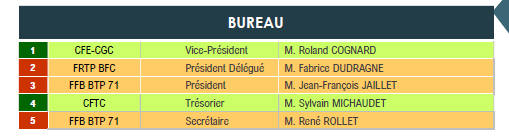 BUREAU
1 CFE-CGC Vice-Président M. Roland COGNARD
2 FRTP BFC Président Délégué M. Fabrice DUDRAGNE
3 FFB BTP 71 Président M. Jean-François JAILLET
4 CFTC Trésorier M. Sylvain MICHAUDET
5 FFB BTP 71 Secrétaire M. René ROLLET